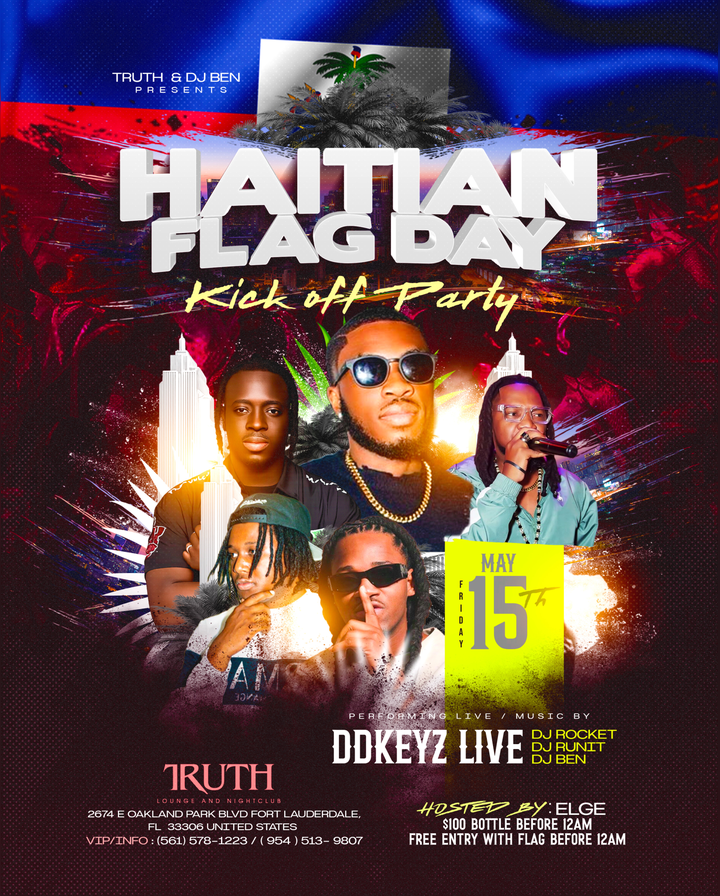 TRUTH & DJ BEN
PRESENTS
HAITIAN
FLAG DAY
Kick off Party
MAY
FRIDAY
15Th
PERFORMING LIVE / MUSIC BY
DDKEYZ LIVE
DJ ROCKET
DJ RUNIT
DJ BEN
TRUTH
LOUNGE AND NIGHTCLUB
2674 E OAKLAND PARK BLVD FORT LAUDERDALE,
FL 33306 UNITED STATES
VIP/INFO : (561) 578-1223 / ( 954 ) 513- 9807
HOSTED BY: ELGE
$100 BOTTLE BEFORE 12AM
FREE ENTRY WITH FLAG BEFORE 12AM